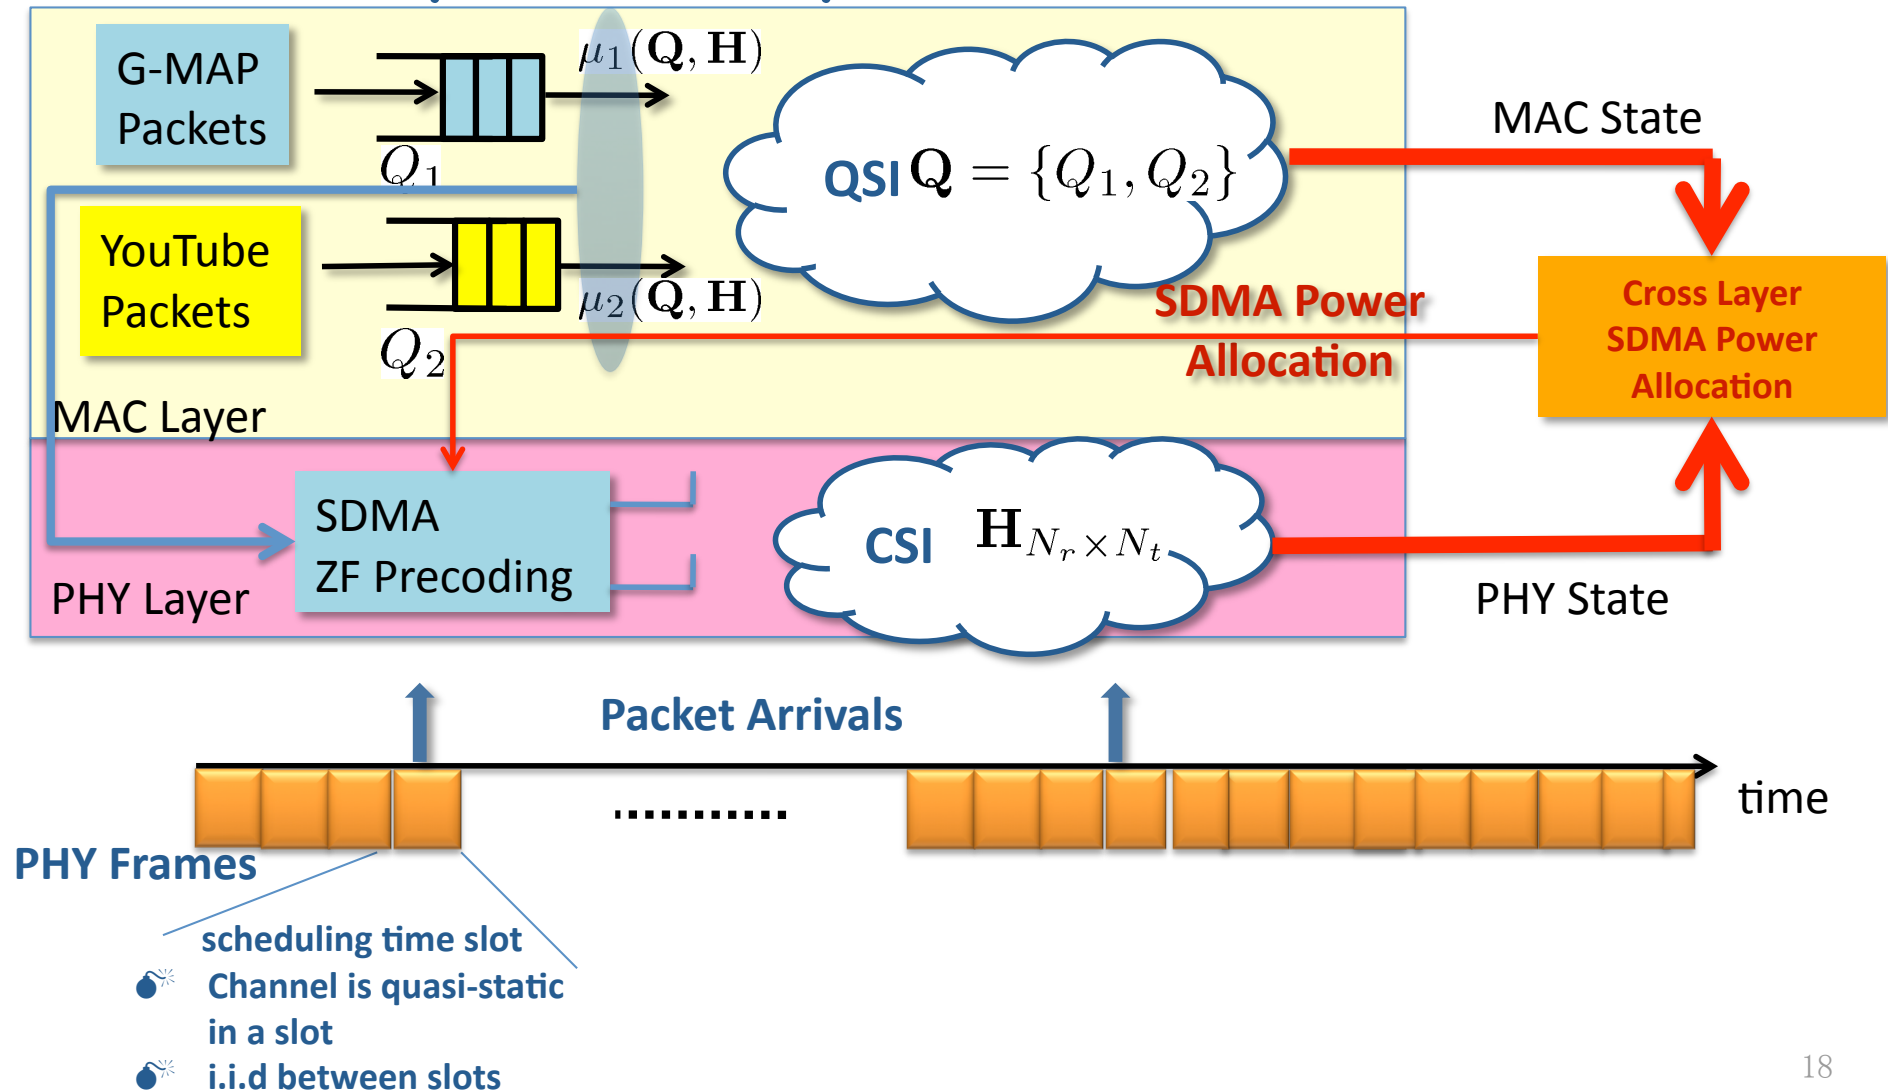 G-MAP
Packets
μ₁(𝐐, 𝐇)
Q₁
YouTube
Packets
μ₂(𝐐, 𝐇)
Q₂
QSI 𝐐 = {Q₁, Q₂}
MAC State
SDMA Power
Allocation
Cross Layer
SDMA Power
Allocation
MAC Layer
SDMA
ZF Precoding
PHY Layer
CSI 𝐇_{N_r × N_t}
PHY State
Packet Arrivals
...........
time
PHY Frames
scheduling time slot
Channel is quasi-static
in a slot
i.i.d between slots
18